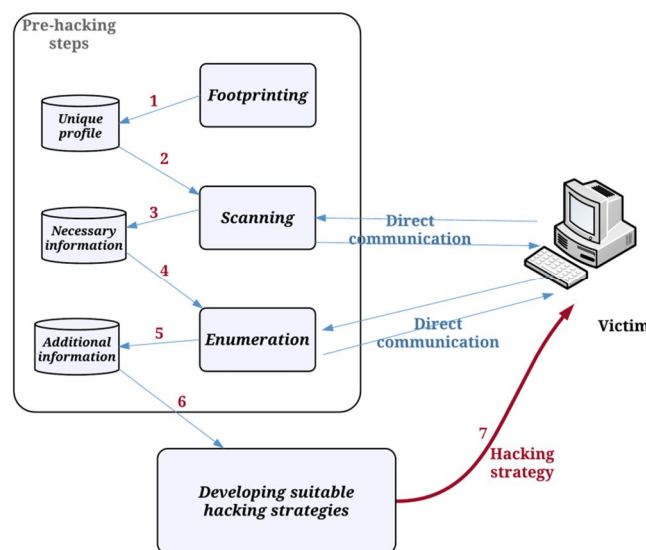 Pre-hacking
steps
Footprinting
1
Unique
profile
2
Scanning
3
Necessary
information
4
Direct
communication
Enumeration
5
Additional
information
Direct
communication
Victim
6
7
Hacking
strategy
Developing suitable
hacking strategies